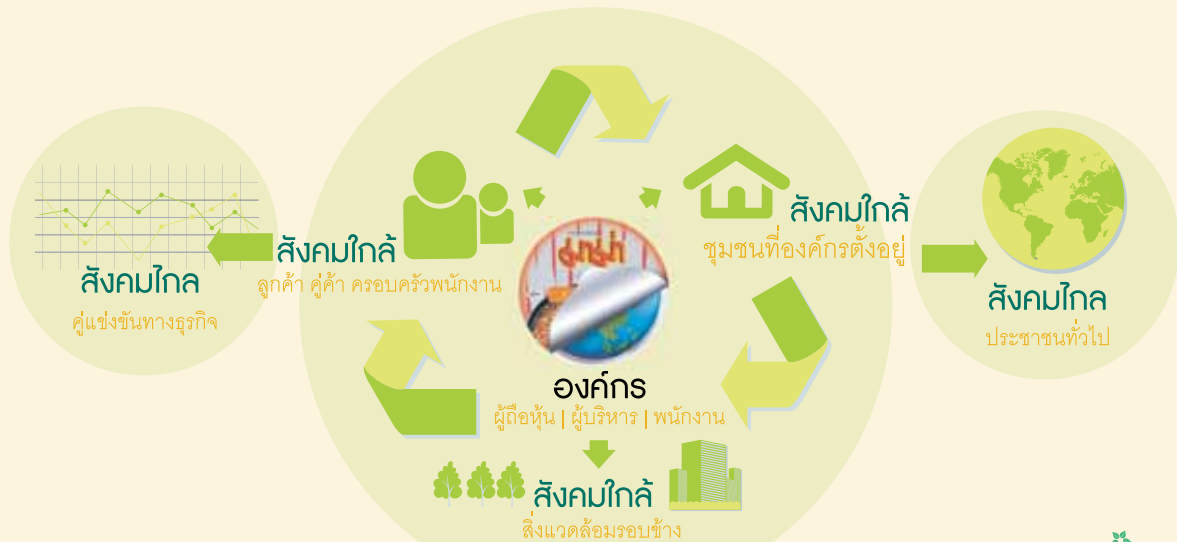 สังคมใกล้
ชุมชนที่องค์กรตั้งอยู่
สังคมใกล้
ลูกค้า คู่ค้า ครอบครัวพนักงาน
สังคมไกล
คู่แข่งขันทางธุรกิจ
สังคมไกล
ประชาชนทั่วไป
องค์กร
ผู้ถือหุ้น | ผู้บริหาร | พนักงาน
สังคมใกล้
สิ่งแวดล้อมรอบข้าง